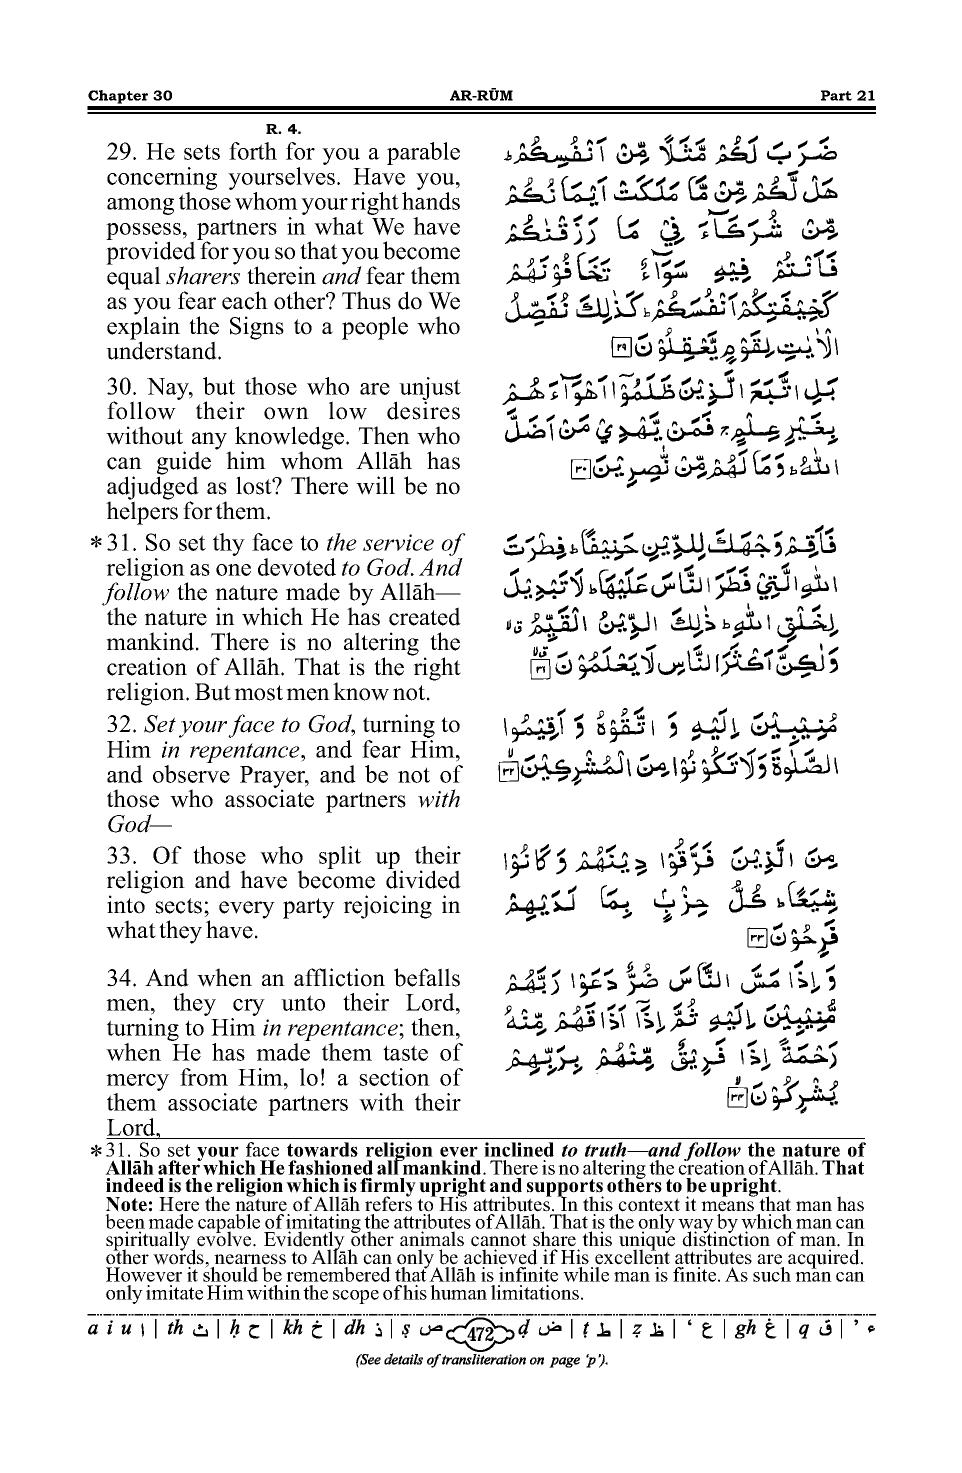 Chapter 30 AR-RŪM Part 21
R. 4.
29. He sets forth for you a parable
concerning yourselves. Have you,
among those whom your right hands
possess, partners in what We have
provided for you so that you become
equal sharers therein and fear them
as you fear each other? Thus do We
explain the Signs to a people who
understand.
ضَرَبَ لَكُمْ مَّثَلًا مِّنْ اَنْفُسِكُمْ ؕ
هَلْ لَّكُمْ مِّنْ مَّا مَلَكَتْ اَيْمَانُكُمْ
مِّنْ شُرَكَآءَ فِيْ مَا رَزَقْنٰكُمْ
فَاَنْتُمْ فِيْهِ سَوَآءٌ تَخَافُوْنَهُمْ
كَخِيْفَتِكُمْ اَنْفُسَكُمْ ؕ كَذٰلِكَ نُفَصِّلُ
الْاٰيٰتِ لِقَوْمٍ يَّعْقِلُوْنَ ۲۹
30. Nay, but those who are unjust
follow their own low desires
without any knowledge. Then who
can guide him whom Allāh has
adjudged as lost? There will be no
helpers for them.
بَلِ اتَّبَعَ الَّذِيْنَ ظَلَمُوْۤا اَهْوَآءَهُمْ
بِغَيْرِ عِلْمٍ ۚ فَمَنْ يَّهْدِيْ مَنْ اَضَلَّ
اللّٰهُ ؕ وَمَا لَهُمْ مِّنْ نّٰصِرِيْنَ ۳۰
*31. So set thy face to the service of
religion as one devoted to God. And
follow the nature made by Allāh—
the nature in which He has created
mankind. There is no altering the
creation of Allāh. That is the right
religion. But most men know not.
فَاَقِمْ وَجْهَكَ لِلدِّيْنِ حَنِيْفًا ؕ فِطْرَتَ
اللّٰهِ الَّتِيْ فَطَرَ النَّاسَ عَلَيْهَا ؕ لَا تَبْدِيْلَ
لِخَلْقِ اللّٰهِ ؕ ذٰلِكَ الدِّيْنُ الْقَيِّمُ ۙ
وَلٰكِنَّ اَكْثَرَ النَّاسِ لَا يَعْلَمُوْنَ ۳۱
32. Set your face to God, turning to
Him in repentance, and fear Him,
and observe Prayer, and be not of
those who associate partners with
God—
مُنِيْبِيْنَ اِلَيْهِ وَ اتَّقُوْهُ وَ اَقِيْمُوا
الصَّلٰوةَ وَلَا تَكُوْنُوْا مِنَ الْمُشْرِكِيْنَ ۳۲
33. Of those who split up their
religion and have become divided
into sects; every party rejoicing in
what they have.
مِنَ الَّذِيْنَ فَرَّقُوْا دِيْنَهُمْ وَكَانُوْا
شِيَعًا ؕ كُلُّ حِزْبٍۭ بِمَا لَدَيْهِمْ
فَرِحُوْنَ ۳۳
34. And when an affliction befalls
men, they cry unto their Lord,
turning to Him in repentance; then,
when He has made them taste of
mercy from Him, lo! a section of
them associate partners with their
Lord,
وَ اِذَا مَسَّ النَّاسَ ضُرٌّ دَعَوْا رَبَّهُمْ
مُّنِيْبِيْنَ اِلَيْهِ ثُمَّ اِذَاۤ اَذَاقَهُمْ مِّنْهُ
رَحْمَةً اِذَا فَرِيْقٌ مِّنْهُمْ بِرَبِّهِمْ
يُشْرِكُوْنَ ۳۴
*31. So set your face towards religion ever inclined to truth—and follow the nature of
Allāh after which He fashioned all mankind. There is no altering the creation of Allāh. That
indeed is the religion which is firmly upright and supports others to be upright.
Note: Here the nature of Allāh refers to His attributes. In this context it means that man has
been made capable of imitating the attributes of Allāh. That is the only way by which man can
spiritually evolve. Evidently other animals cannot share this unique distinction of man. In
other words, nearness to Allāh can only be achieved if His excellent attributes are acquired.
However it should be remembered that Allāh is infinite while man is finite. As such man can
only imitate Him within the scope of his human limitations.
a i u ا | th ث | ḥ ح | kh خ | dh ذ | ṣ ص 472 ḍ ض | ṭ ط | ẓ ظ | ‘ ع | gh غ | q ق | ’ ء
(See details of transliteration on page ‘p’).